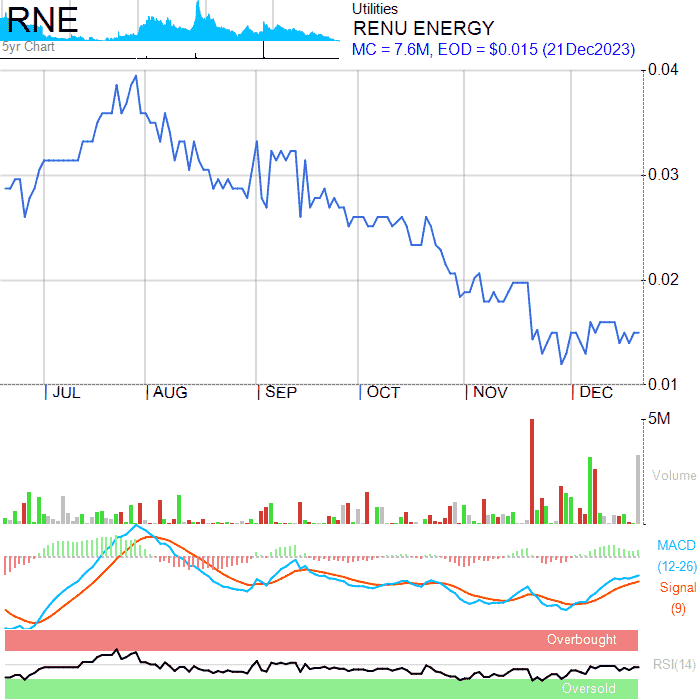 RNE
5yr Chart
Utilities
RENU ENERGY
MC = 7.6M, EOD = $0.015 (21Dec2023)
0.04
0.03
0.02
0.01
JUL AUG SEP OCT NOV DEC
5M
Volume
MACD
(12-26)
Signal
(9)
Overbought
RSI(14)
Oversold